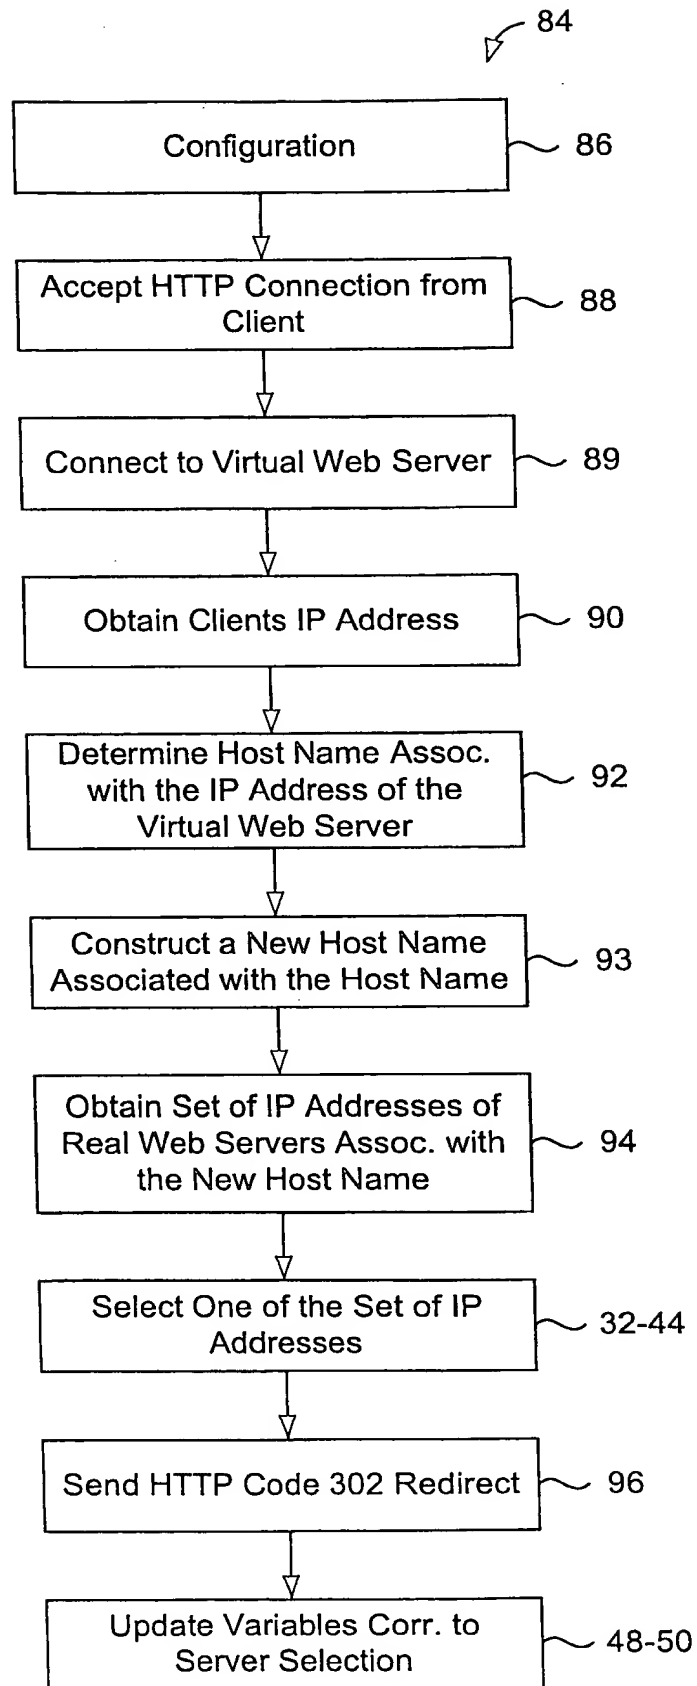 84
Configuration
86
Accept HTTP Connection from
Client
88
Connect to Virtual Web Server
89
Obtain Clients IP Address
90
Determine Host Name Assoc.
with the IP Address of the
Virtual Web Server
92
Construct a New Host Name
Associated with the Host Name
93
Obtain Set of IP Addresses of
Real Web Servers Assoc. with
the New Host Name
94
Select One of the Set of IP
Addresses
32-44
Send HTTP Code 302 Redirect
96
Update Variables Corr. to
Server Selection
48-50